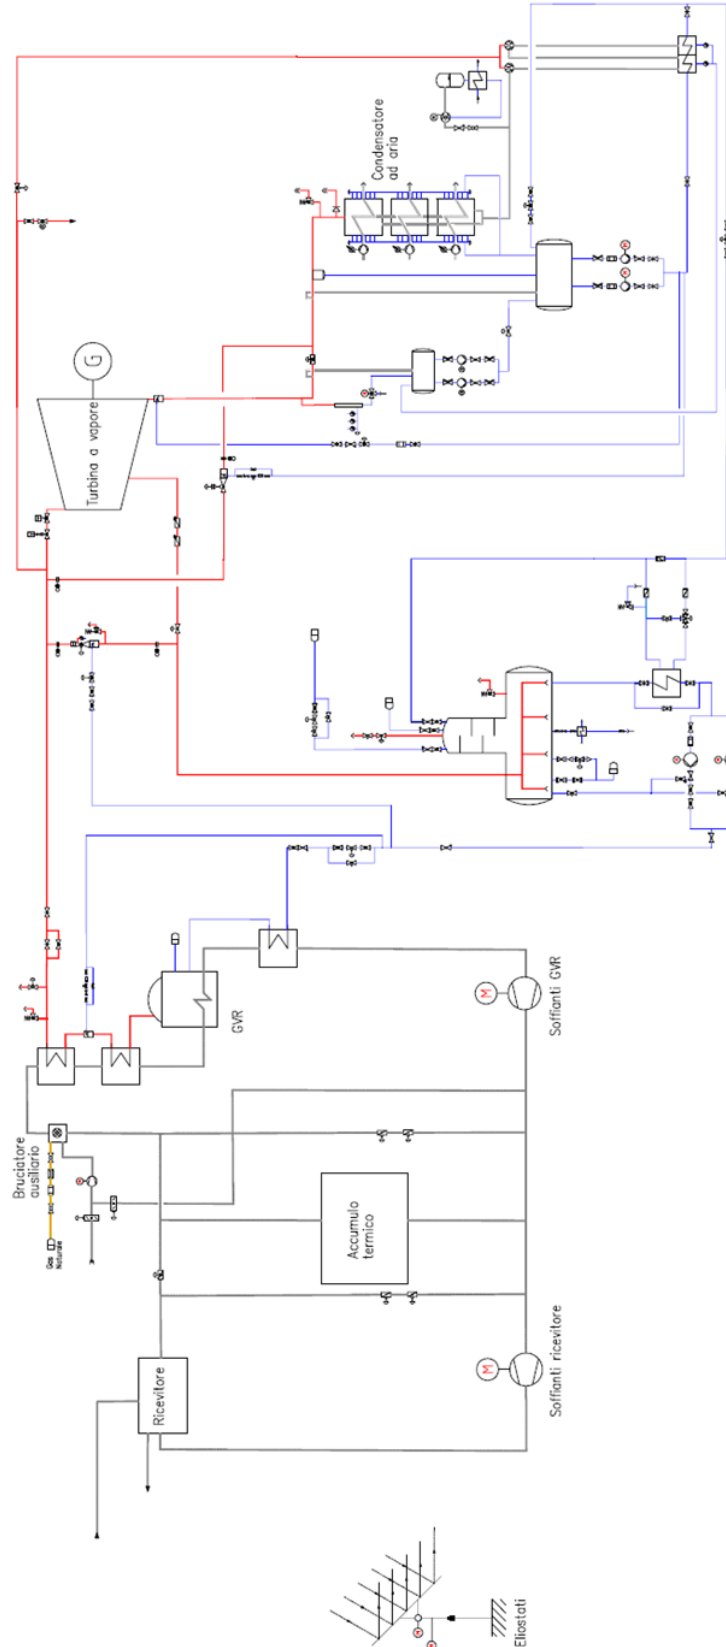 Condensatore
ad aria
G
Turbina a vapore
GVR
M
Soffianti GVR
Bruciatore
ausiliario
Gas
Naturale
Accumulo
termico
Ricevitore
M
Soffianti ricevitore
Eliostati